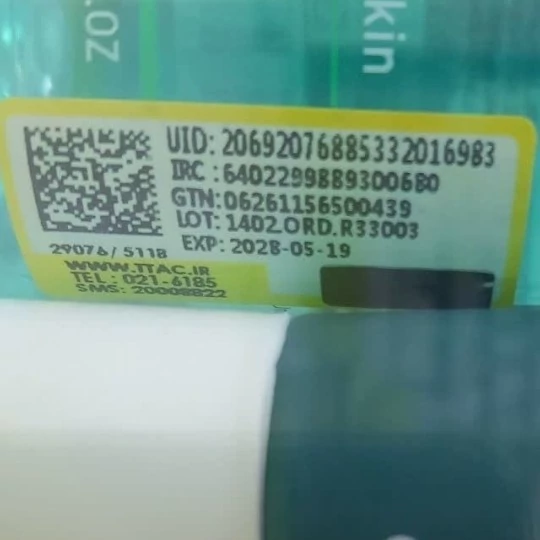 oz
kin
UID: 20692076885332016983
IRC : 6402299889300680
GTN: 06261156500439
LOT: 1402.ORD.R33003
EXP: 2028-05-19
29076/ 5118
WWW.TTAC.IR
TEL : 021-6185
SMS: 20008822